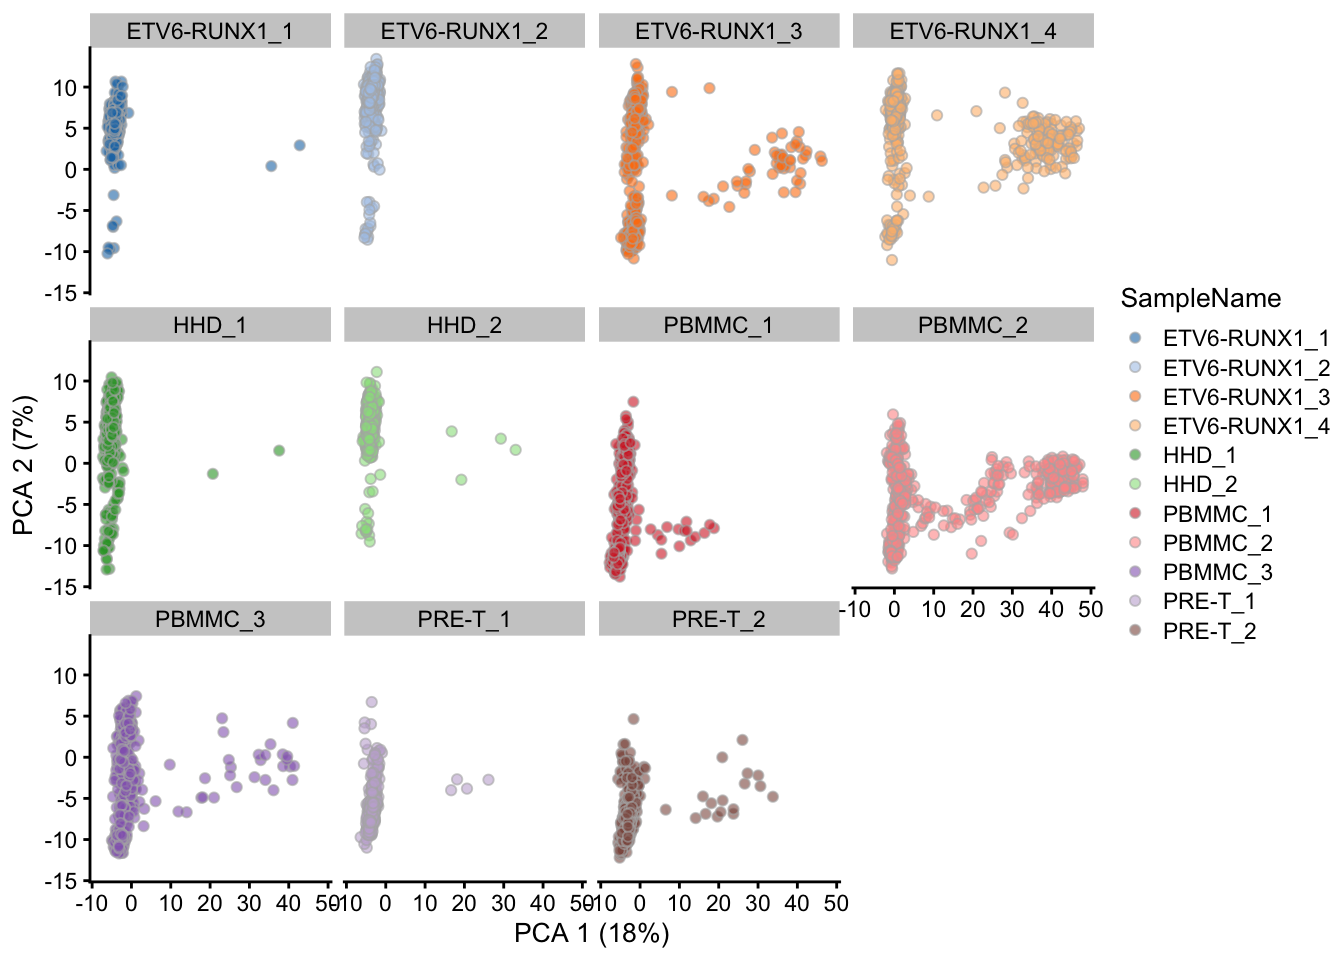 ETV6-RUNX1_1 ETV6-RUNX1_2 ETV6-RUNX1_3 ETV6-RUNX1_4
10
5
0
-5
-10
-15
HHD_1 HHD_2 PBMMC_1 PBMMC_2
10
5
0
-5
-10
-15
-10 0 10 20 30 40 50
PBMMC_3 PRE-T_1 PRE-T_2
10
5
0
-5
-10
-15
-10 0 10 20 30 40 50
-10 0 10 20 30 40 50
-10 0 10 20 30 40 50
PCA 1 (18%)
PCA 2 (7%)
SampleName
ETV6-RUNX1_1
ETV6-RUNX1_2
ETV6-RUNX1_3
ETV6-RUNX1_4
HHD_1
HHD_2
PBMMC_1
PBMMC_2
PBMMC_3
PRE-T_1
PRE-T_2